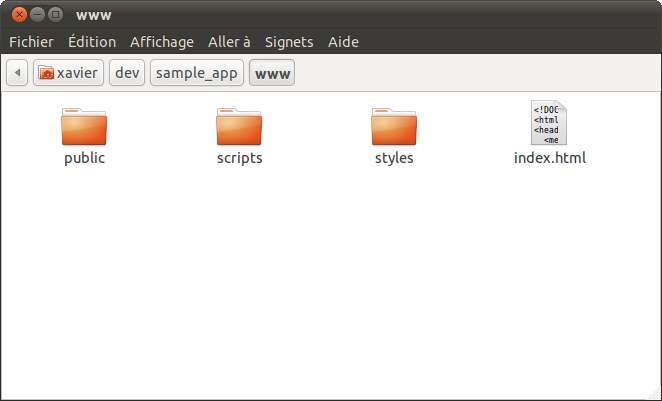 www
Fichier Édition Affichage Aller à Signets Aide
xavier dev sample_app www
<!DOC
<html
<head
<me
public scripts styles index.html